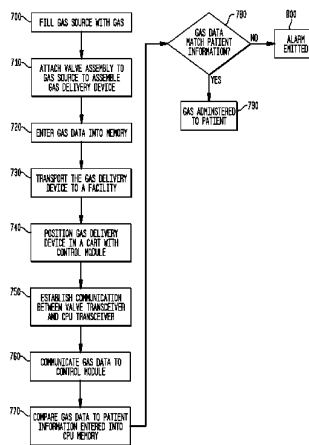 700
FILL GAS SOURCE WITH GAS
710
ATTACH VALVE ASSEMBLY TO
GAS SOURCE TO ASSEMBLE
GAS DELIVERY DEVICE
720
ENTER GAS DATA INTO MEMORY
730
TRANSPORT THE GAS DELIVERY
DEVICE TO A FACILITY
740
POSITION GAS DELIVERY
DEVICE IN A CART WITH
CONTROL MODULE
750
ESTABLISH COMMUNICATION
BETWEEN VALVE TRANSCEIVER
AND CPU TRANSCEIVER
760
COMMUNICATE GAS DATA TO
CONTROL MODULE
770
COMPARE GAS DATA TO PATIENT
INFORMATION ENTERED INTO
CPU MEMORY
780
GAS DATA
MATCH PATIENT
INFORMATION?
NO
800
ALARM
EMITTED
YES
GAS ADMINSTERED
TO PATIENT
790